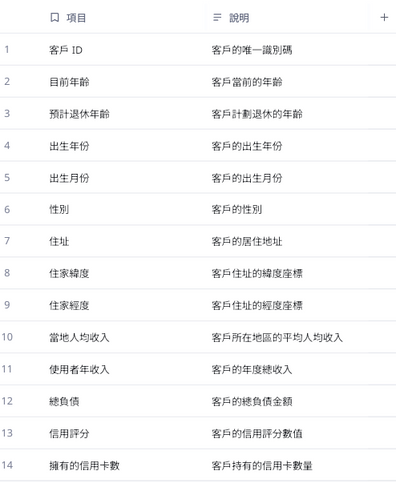 項目 說明
1 客戶 ID 客戶的唯一識別碼
2 目前年齡 客戶當前的年齡
3 預計退休年齡 客戶計劃退休的年齡
4 出生年份 客戶的出生年份
5 出生月份 客戶的出生月份
6 性別 客戶的性別
7 住址 客戶的居住地址
8 住家緯度 客戶住址的緯度座標
9 住家經度 客戶住址的經度座標
10 當地人均收入 客戶所在地區的平均人均收入
11 使用者年收入 客戶的年度總收入
12 總負債 客戶的總負債金額
13 信用評分 客戶的信用評分數值
14 擁有的信用卡數 客戶持有的信用卡數量